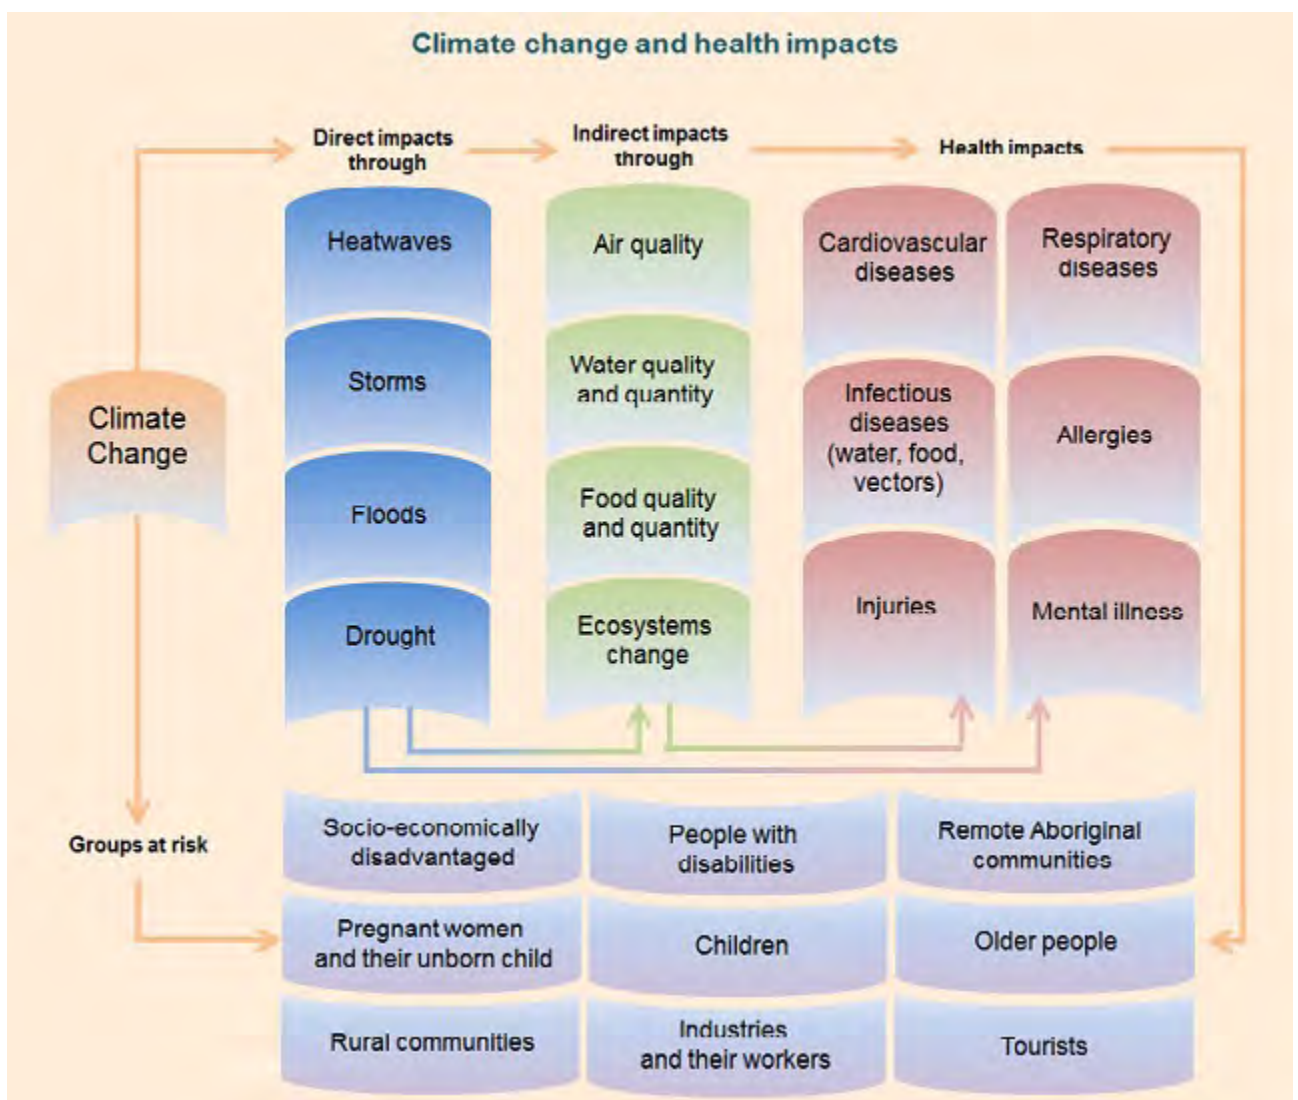 Climate change and health impacts
Direct impacts
through
Indirect impacts
through
Health impacts
Climate
Change
Heatwaves
Storms
Floods
Drought
Air quality
Water quality
and quantity
Food quality
and quantity
Ecosystems
change
Cardiovascular
diseases
Respiratory
diseases
Infectious
diseases
(water, food,
vectors)
Allergies
Injuries
Mental illness
Groups at risk
Socio-economically
disadvantaged
People with
disabilities
Remote Aboriginal
communities
Pregnant women
and their unborn child
Children
Older people
Rural communities
Industries
and their workers
Tourists